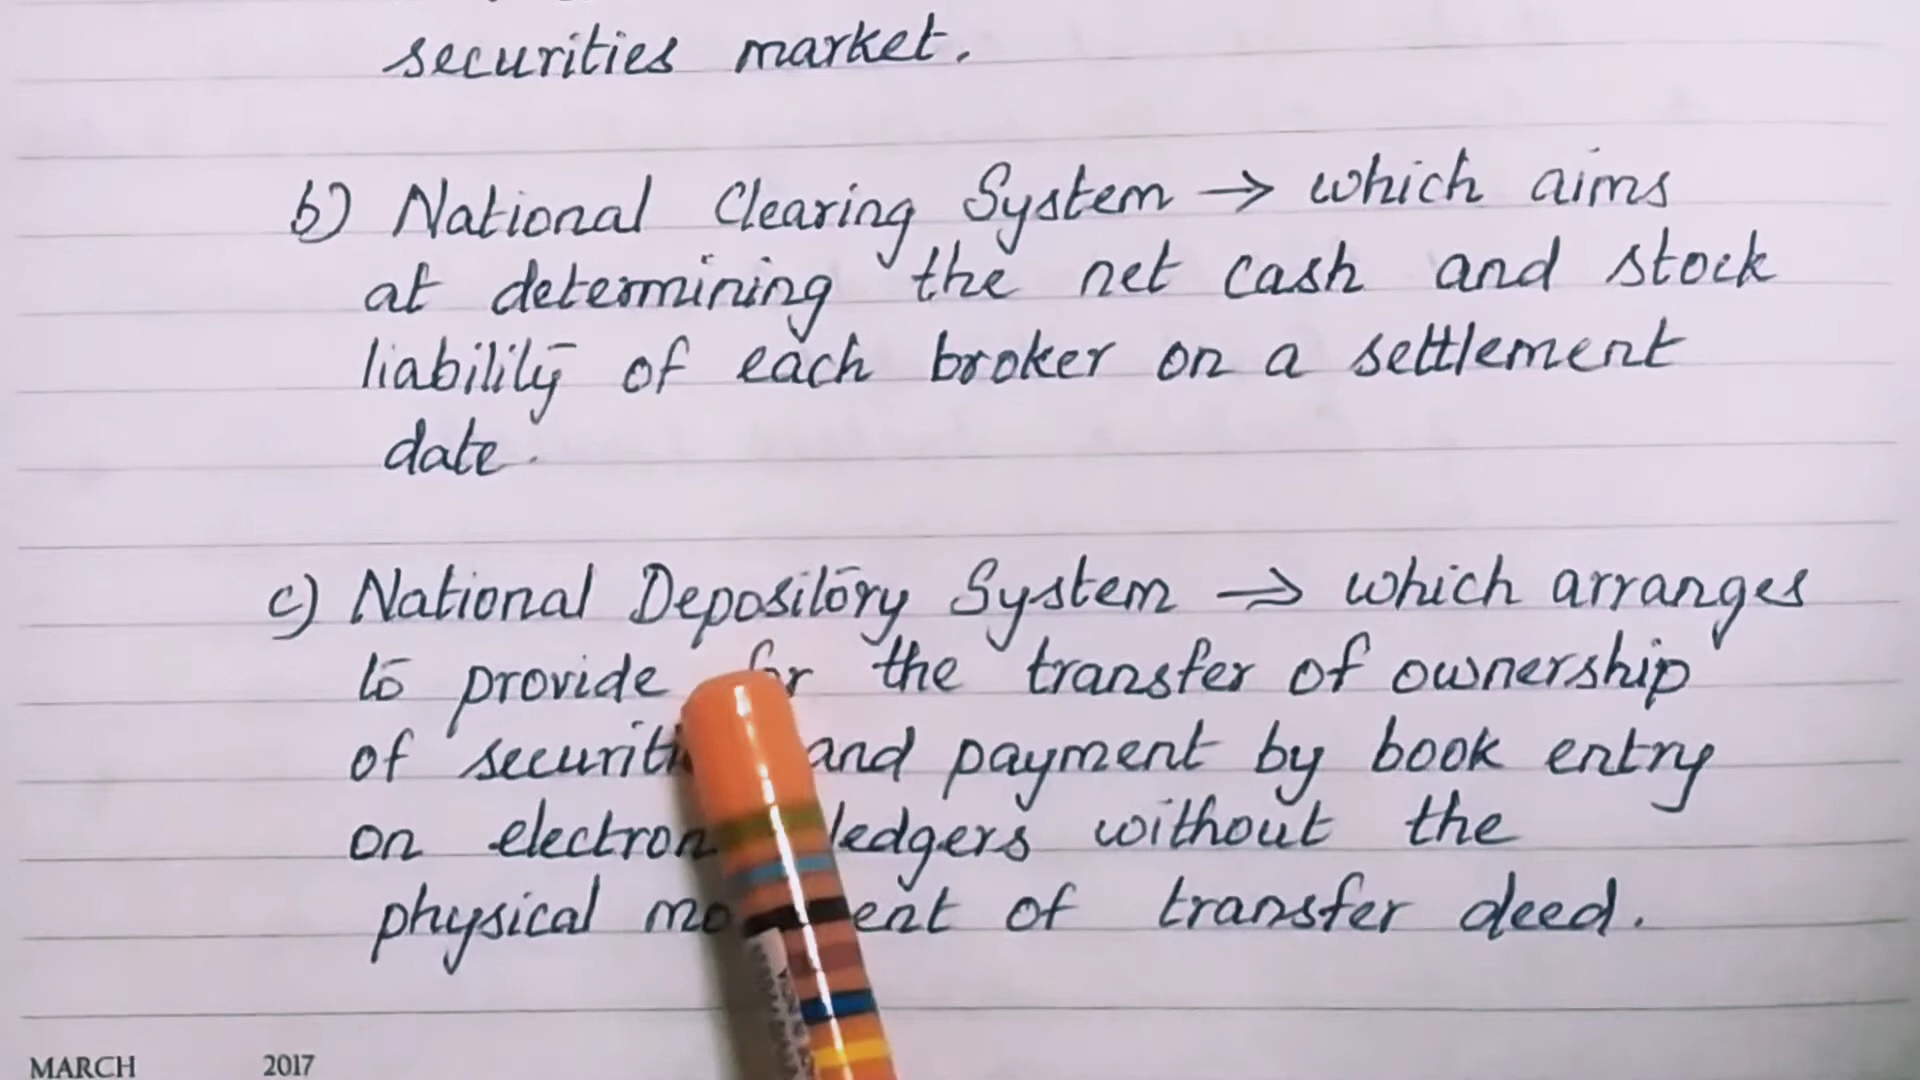 securities market.
b) National Clearing System → which aims
at determining the net cash and stock
liability of each broker on a settlement
date.
c) National Depository System → which arranges
to provide for the transfer of ownership
of and payment by book entry
on ledgers without the
physical of transfer deed.
MARCH 2017